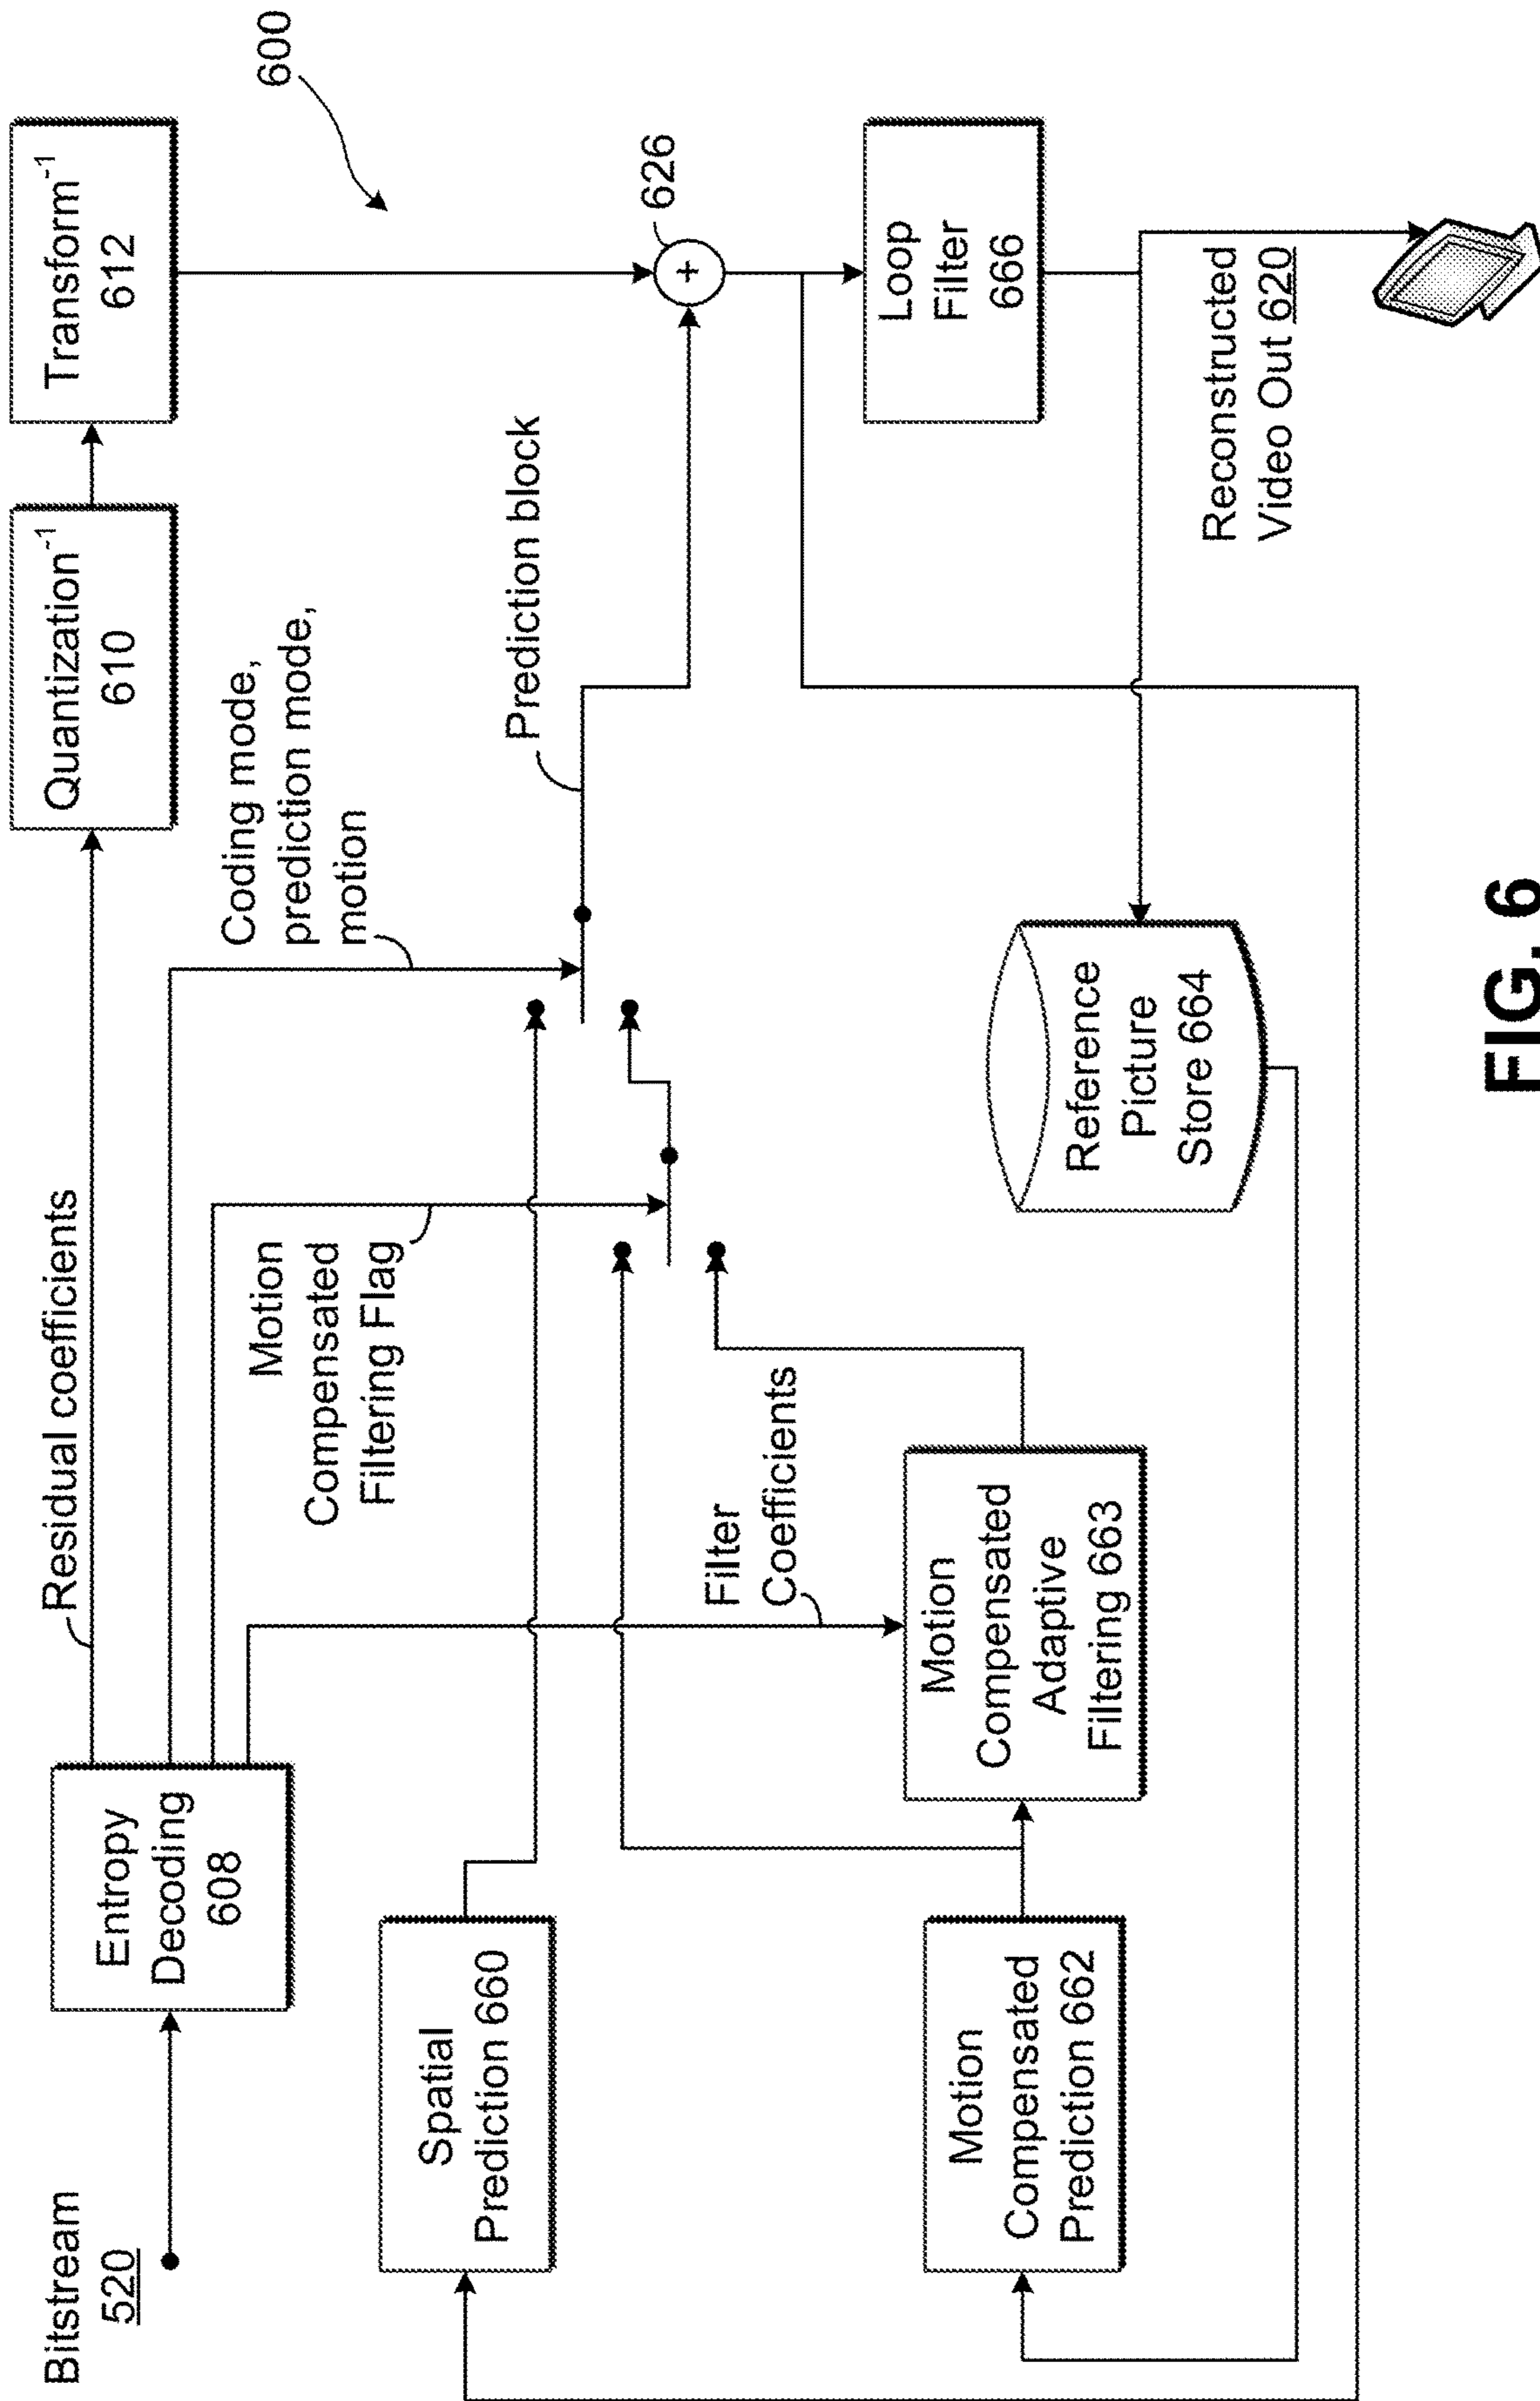 Bitstream
520
Entropy
Decoding
608
Residual coefficients
Quantization-1
610
Transform-1
612
600
Coding mode,
prediction mode,
motion
Motion
Compensated
Filtering Flag
Prediction block
626
Spatial
Prediction 660
Filter
Coefficients
Motion
Compensated
Adaptive
Filtering 663
Motion
Compensated
Prediction 662
Reference
Picture
Store 664
+
Loop
Filter
666
Reconstructed
Video Out 620
FIG. 6